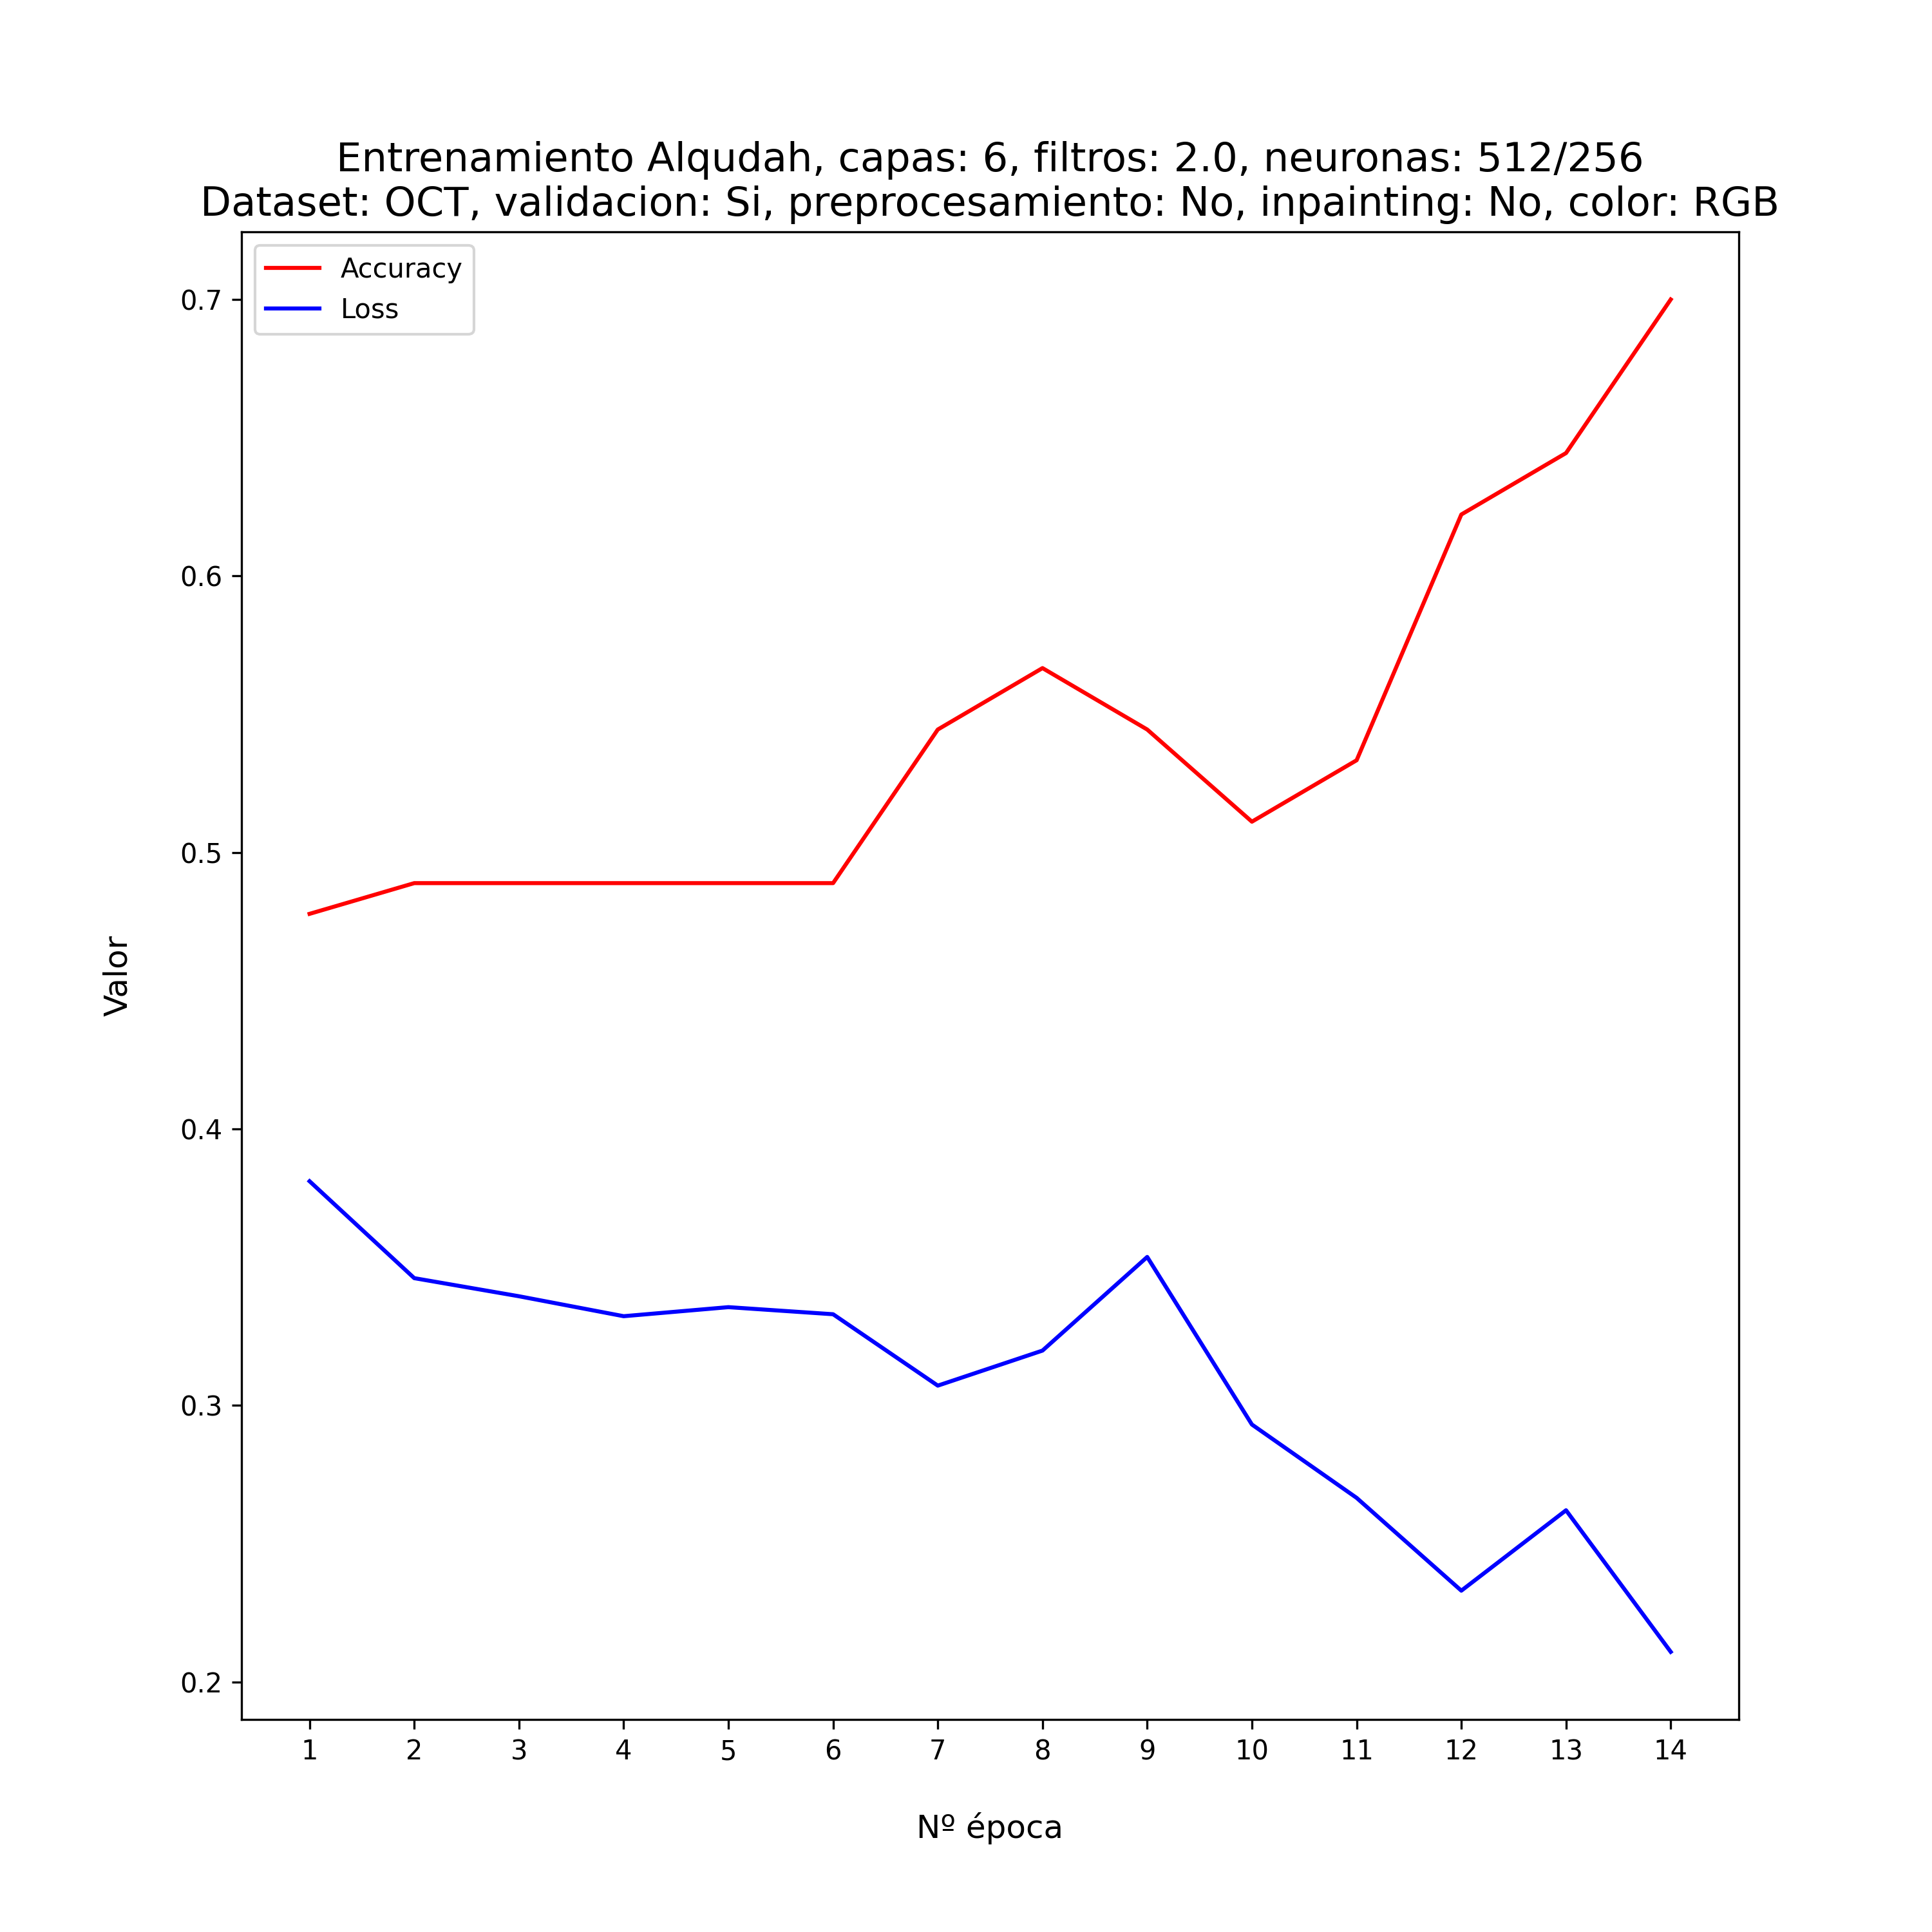 Entrenamiento Alqudah, capas: 6, filtros: 2.0, neuronas: 512/256
Dataset: OCT, validacion: Si, preprocesamiento: No, inpainting: No, color: RGB
Accuracy
Loss
0.7
0.6
0.5
0.4
0.3
0.2
Valor
1 2 3 4 5 6 7 8 9 10 11 12 13 14
Nº época